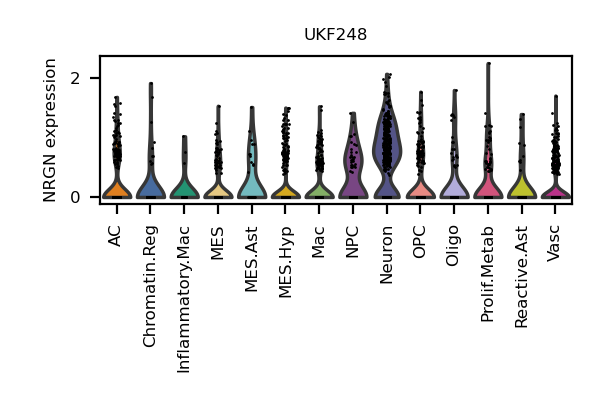 UKF248
NRGN expression
2
0
AC
Chromatin.Reg
Inflammatory.Mac
MES
MES.Ast
MES.Hyp
Mac
NPC
Neuron
OPC
Oligo
Prolif.Metab
Reactive.Ast
Vasc